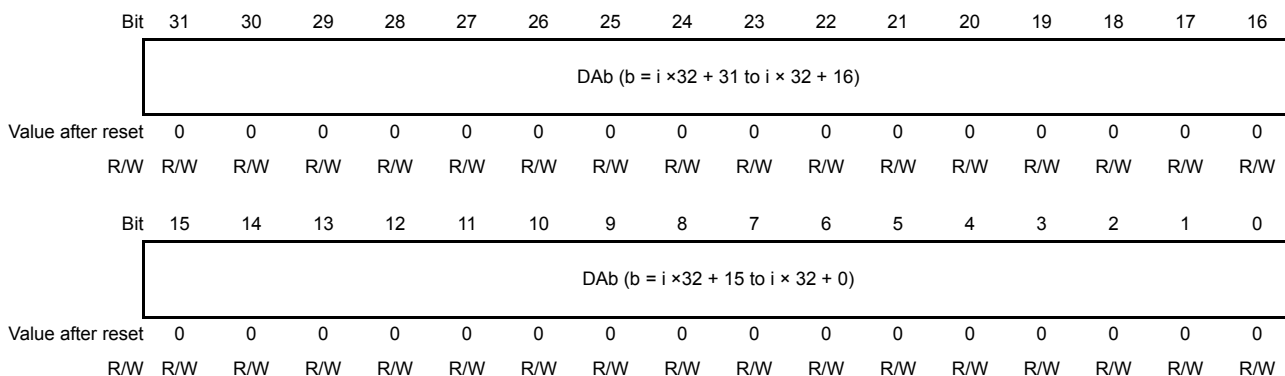 Bit 31 30 29 28 27 26 25 24 23 22 21 20 19 18 17 16
DAb (b = i ×32 + 31 to i × 32 + 16)
Value after reset 0 0 0 0 0 0 0 0 0 0 0 0 0 0 0 0
R/W R/W R/W R/W R/W R/W R/W R/W R/W R/W R/W R/W R/W R/W R/W R/W R/W
Bit 15 14 13 12 11 10 9 8 7 6 5 4 3 2 1 0
DAb (b = i ×32 + 15 to i × 32 + 0)
Value after reset 0 0 0 0 0 0 0 0 0 0 0 0 0 0 0 0
R/W R/W R/W R/W R/W R/W R/W R/W R/W R/W R/W R/W R/W R/W R/W R/W R/W